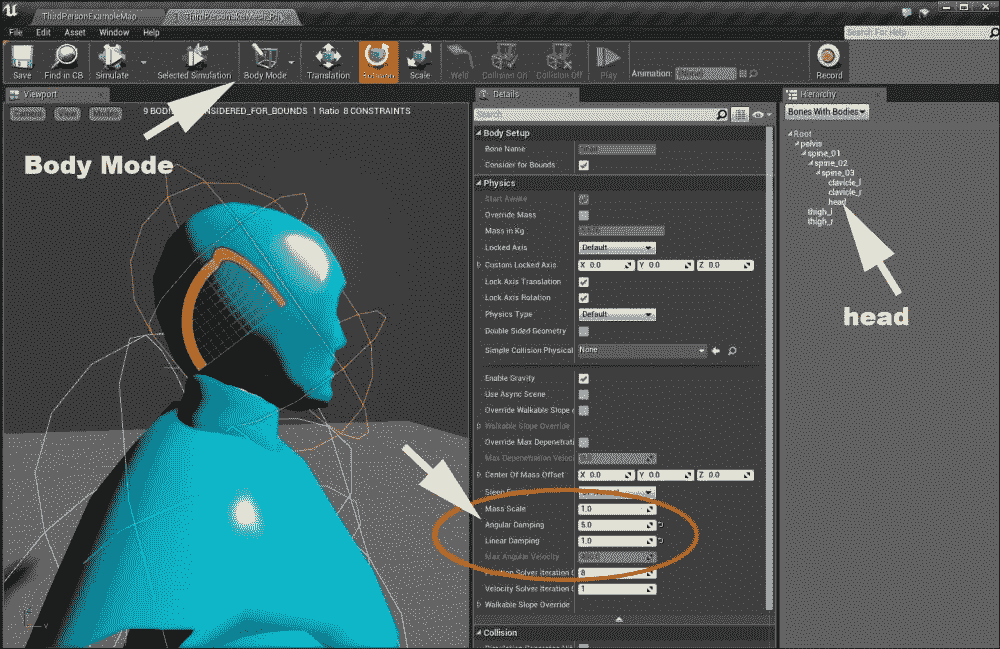 ThirdPersonExampleMap
ThirdPersonSkelMesh_Phy
File Edit Asset Window Help
Search For Help
Save Find in CB Simulate Selected Simulation Body Mode Translation Rotation Scale Weld Collision On Collision Off Play Animation: Record
Viewport
Details
Hierarchy
Camera View Modes
9 BODI NSIDERED_FOR_BOUNDS 1 Ratio 8 CONSTRAINTS
Search
Bones With Bodies
Body Setup
Bone Name
Consider for Bounds
Physics
Start Awake
Override Mass
Mass in Kg
Locked Axis Default
Custom Locked Axis X 0.0 Y 0.0 Z 0.0
Lock Axis Translation
Lock Axis Rotation
Physics Type Default
Double Sided Geometry
Simple Collision Physical None
Enable Gravity
Use Async Scene
Override Walkable Slope
Walkable Slope Override
Override Max Depenetrati
Max Depenetration Veloci
Center Of Mass Offset X 0.0 Y 0.0 Z 0.0
Sleep
Mass Scale 1.0
Angular Damping 5.0
Linear Damping 1.0
Max Angular Velocity
Position Solver Iteration 8
Velocity Solver Iteration 1
Walkable Slope Override
Collision
Root
pelvis
spine_01
spine_02
spine_03
clavicle_l
clavicle_r
head
thigh_l
thigh_r
Body Mode
head